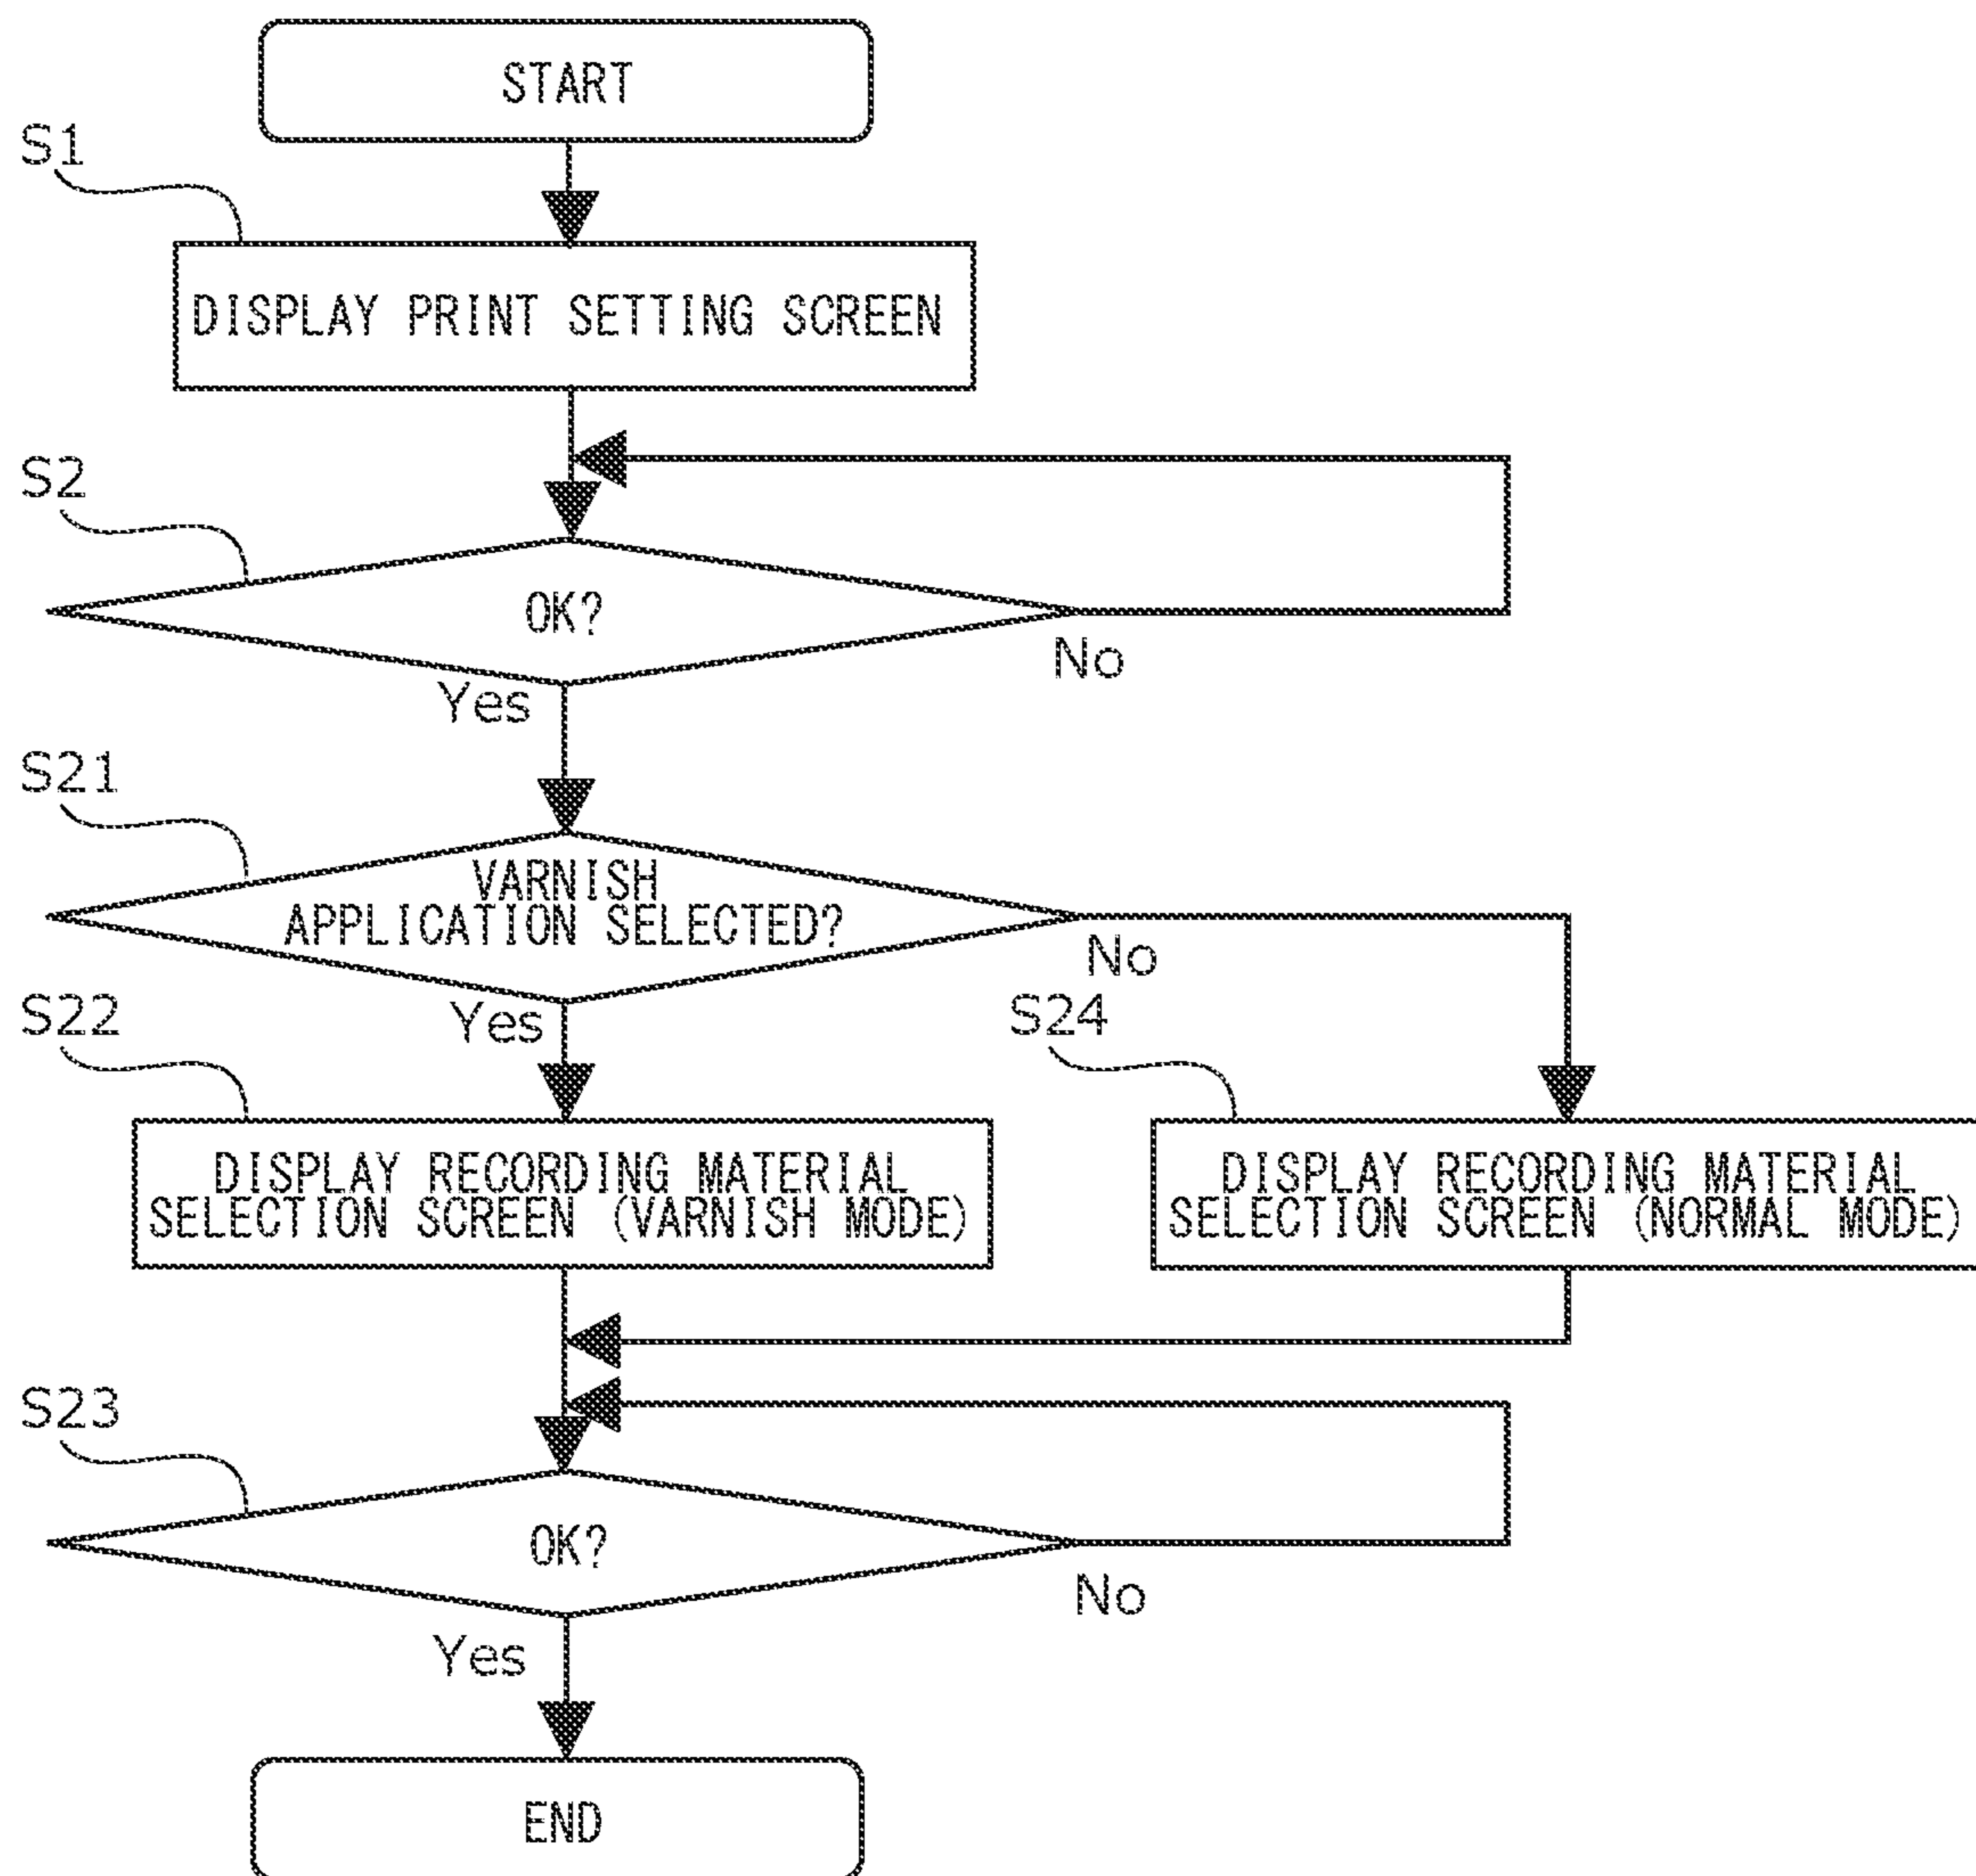 START
S1
DISPLAY PRINT SETTING SCREEN
S2
OK?
No
Yes
S21
VARNISH
APPLICATION SELECTED?
No
Yes
S22
DISPLAY RECORDING MATERIAL
SELECTION SCREEN (VARNISH MODE)
S24
DISPLAY RECORDING MATERIAL
SELECTION SCREEN (NORMAL MODE)
S23
OK?
No
Yes
END